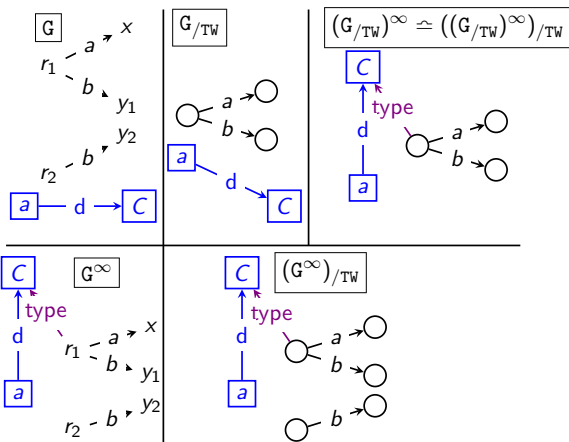 G
a
x
r₁
b
y₁
y₂
b
r₂
a d C
G/TW
a
b
a
d
C
(G/TW)^∞ ≏ ((G/TW)^∞)/TW
C
type
d
a
b
a
C
G^∞
type
d
a
x
r₁
b
y₁
a
y₂
r₂
b
(G^∞)/TW
C
type
d
a
b
a
b